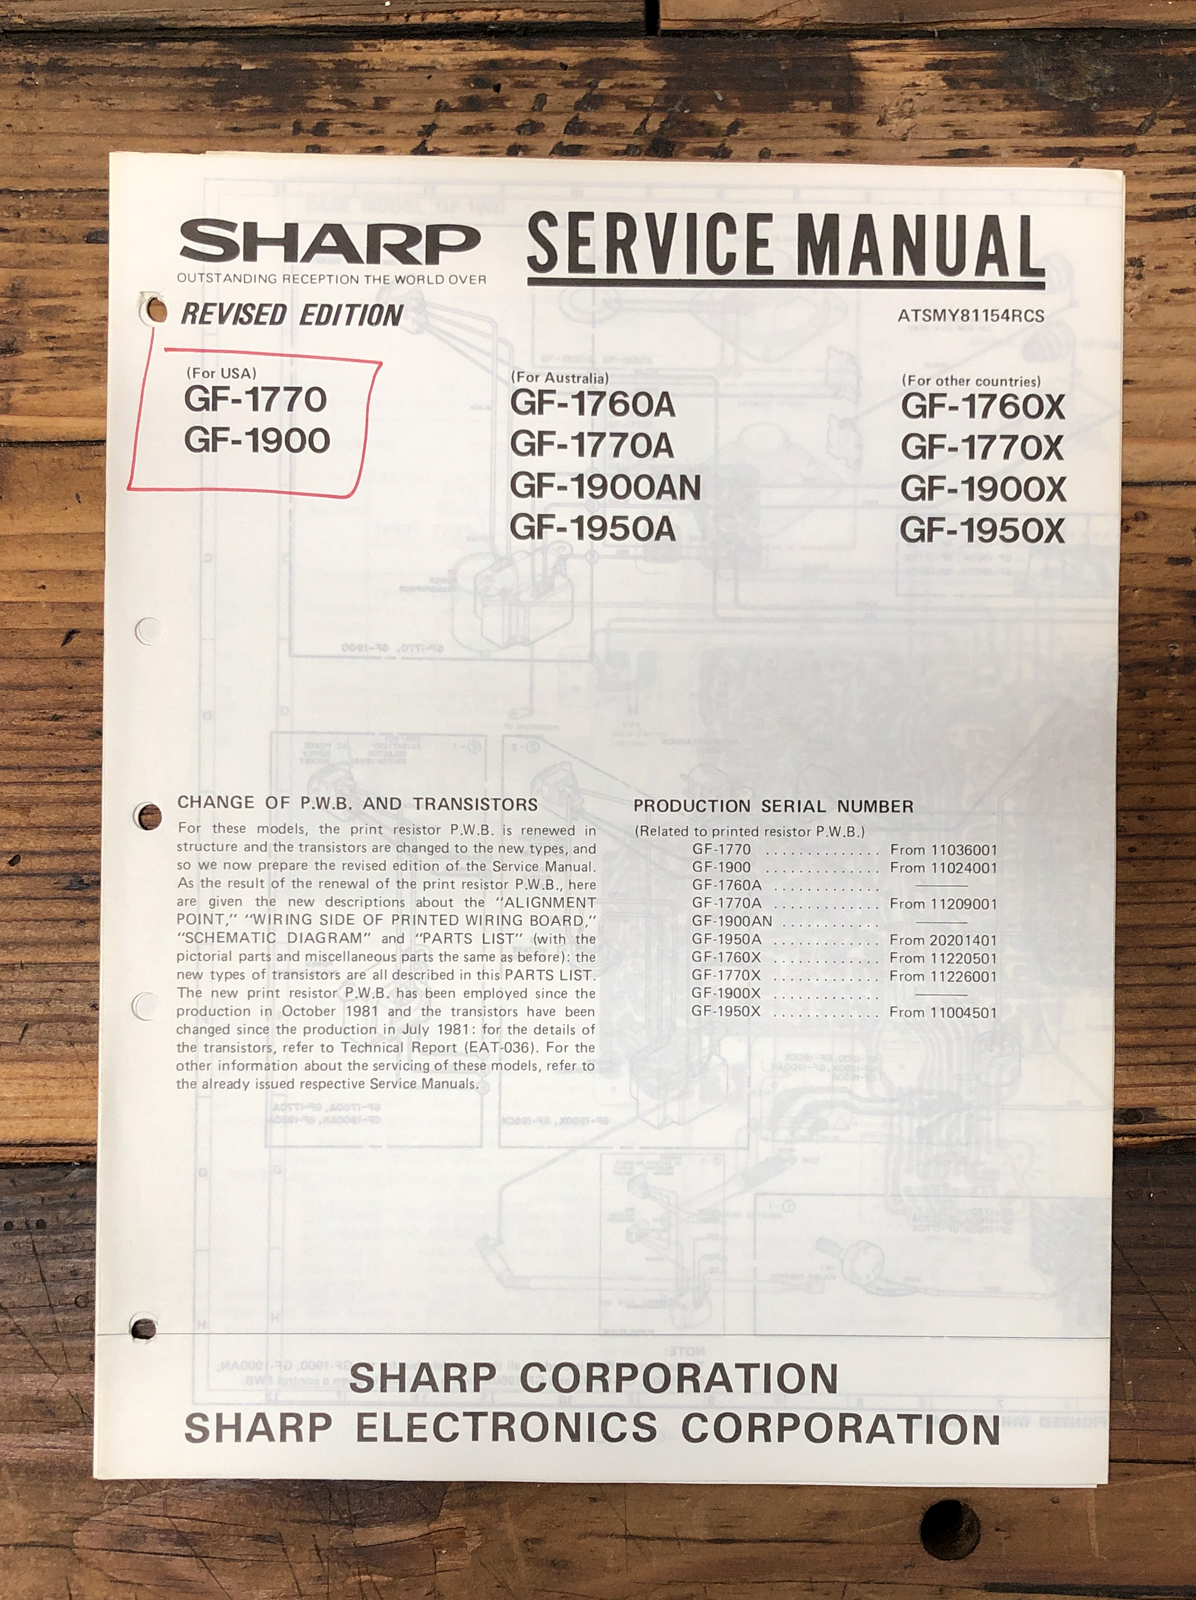 SHARP
OUTSTANDING RECEPTION THE WORLD OVER
SERVICE MANUAL
REVISED EDITION
ATSMY81154RCS
(For USA)
GF-1770
GF-1900
(For Australia)
GF-1760A
GF-1770A
GF-1900AN
GF-1950A
(For other countries)
GF-1760X
GF-1770X
GF-1900X
GF-1950X
CHANGE OF P.W.B. AND TRANSISTORS
For these models, the print resistor P.W.B. is renewed in
structure and the transistors are changed to the new types, and
so we now prepare the revised edition of the Service Manual.
As the result of the renewal of the print resistor P.W.B., here
are given the new descriptions about the "ALIGNMENT
POINT," "WIRING SIDE OF PRINTED WIRING BOARD,"
"SCHEMATIC DIAGRAM" and "PARTS LIST" (with the
pictorial parts and miscellaneous parts the same as before): the
new types of transistors are all described in this PARTS LIST.
The new print resistor P.W.B. has been employed since the
production in October 1981 and the transistors have been
changed since the production in July 1981: for the details of
the transistors, refer to Technical Report (EAT-036). For the
other information about the servicing of these models, refer to
the already issued respective Service Manuals.
PRODUCTION SERIAL NUMBER
(Related to printed resistor P.W.B.)
GF-1770 .............. From 11036001
GF-1900 .............. From 11024001
GF-1760A ............. ———
GF-1770A ............. From 11209001
GF-1900AN ............ ———
GF-1950A ............. From 20201401
GF-1760X ............. From 11220501
GF-1770X ............. From 11226001
GF-1900X ............. ———
GF-1950X ............. From 11004501
SHARP CORPORATION
SHARP ELECTRONICS CORPORATION